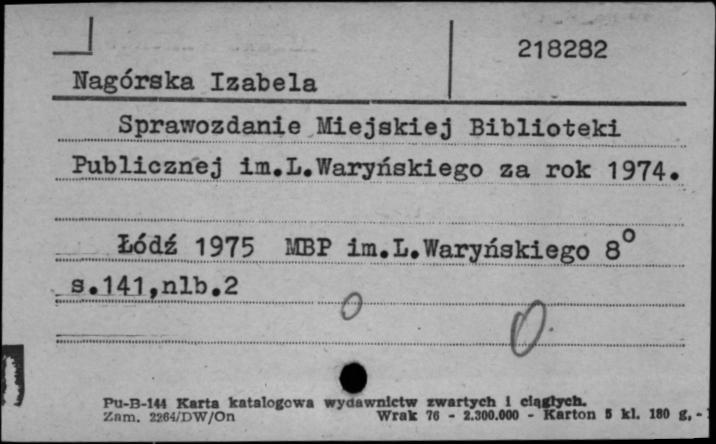 218282
Nagórska Izabela
Sprawozdanie Miejskiej Biblioteki
Publicznej im.L.Waryńskiego za rok 1974.
Łódź 1975 MBP im.L.Waryńskiego 8°
s.141,nlb.2
Pu-B-144 Karta katalogowa wydawnictw zwartych i ciągłych.
Zam. 2264/DW/On Wrak 76 - 2.300.000 - Karton 5 kl. 180 g, -